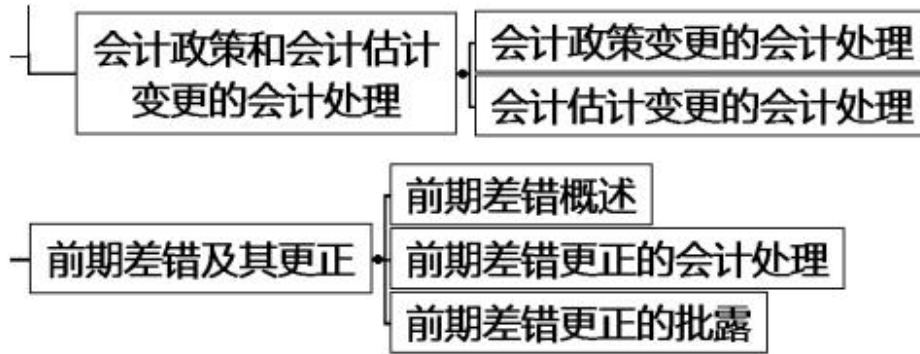 会计政策和会计估计
变更的会计处理
会计政策变更的会计处理
会计估计变更的会计处理
前期差错及其更正
前期差错概述
前期差错更正的会计处理
前期差错更正的批露